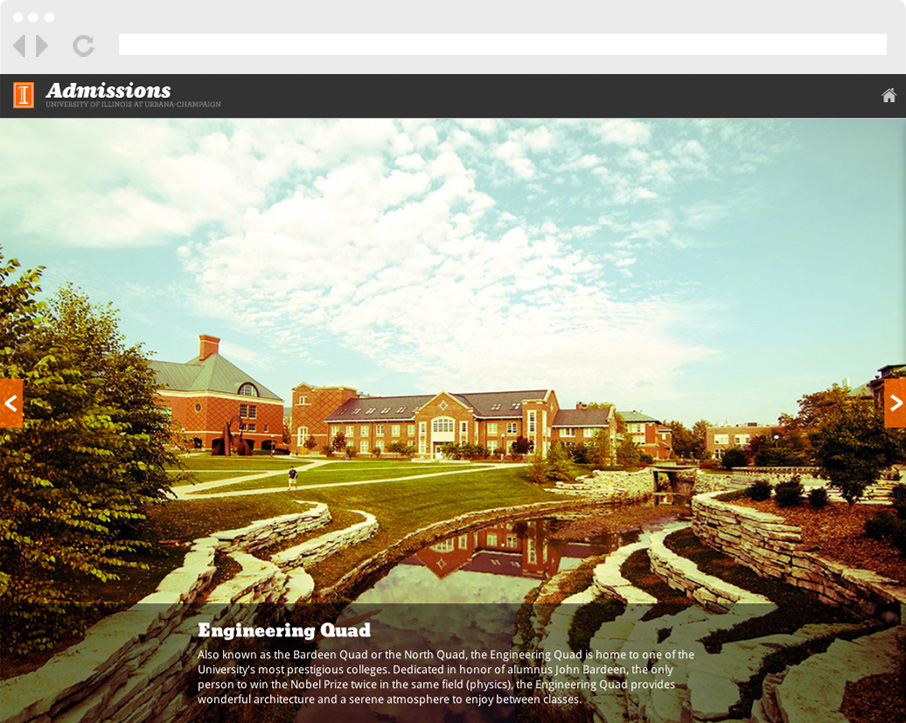 I
Admissions
UNIVERSITY OF ILLINOIS AT URBANA-CHAMPAIGN
Engineering Quad
Also known as the Bardeen Quad or the North Quad, the Engineering Quad is home to one of the
University's most prestigious colleges. Dedicated in honor of alumnus John Bardeen, the only
person to win the Nobel Prize twice in the same field (physics), the Engineering Quad provides
wonderful architecture and a serene atmosphere to enjoy between classes.